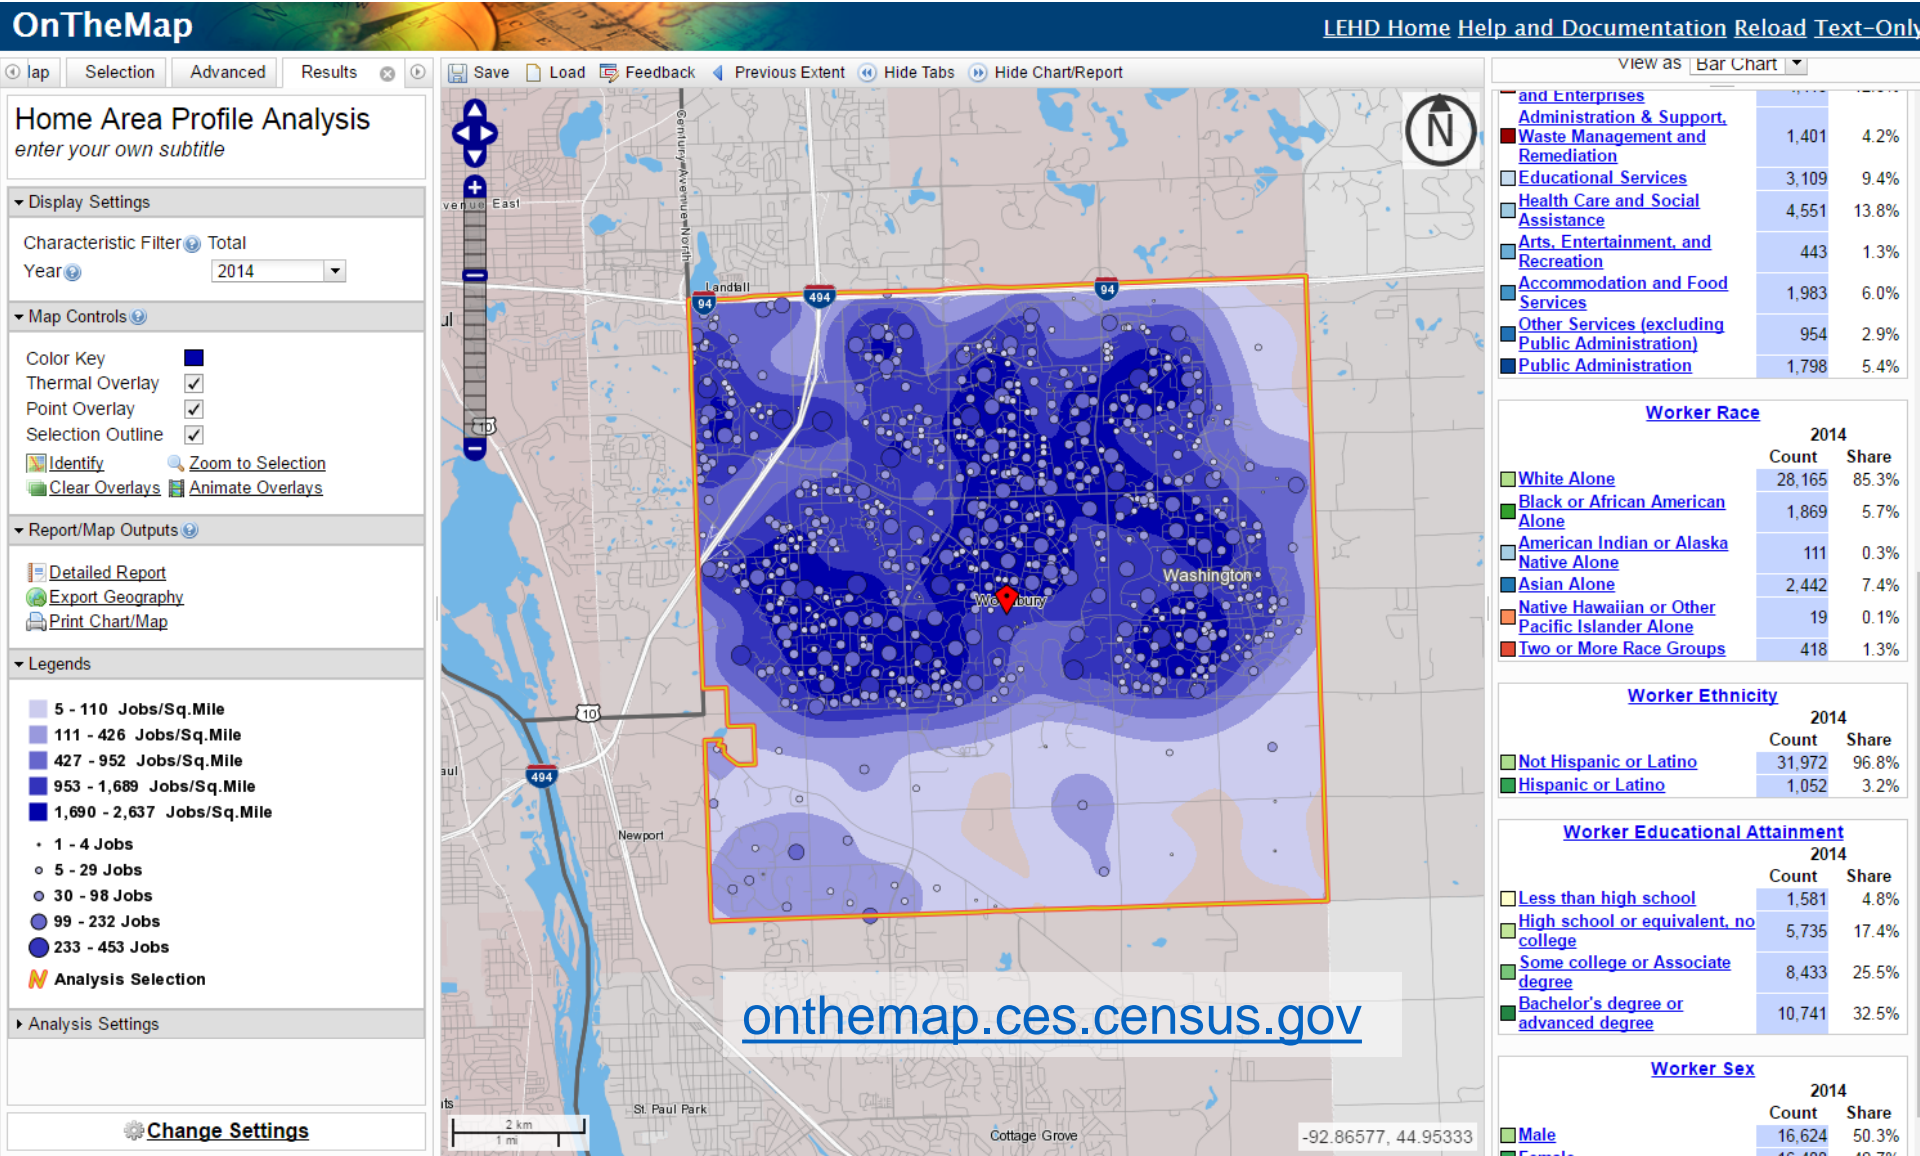 OnTheMap
LEHD Home Help and Documentation Reload Text-Only
Selection Advanced Results
Save Load Feedback Previous Extent Hide Tabs Hide Chart/Report
View as Bar Chart
Home Area Profile Analysis
enter your own subtitle
Display Settings
Characteristic Filter Total
Year 2014
Map Controls
Color Key
Thermal Overlay
Point Overlay
Selection Outline
Identify Zoom to Selection
Clear Overlays Animate Overlays
Report/Map Outputs
Detailed Report
Export Geography
Print Chart/Map
Legends
5 - 110 Jobs/Sq.Mile
111 - 426 Jobs/Sq.Mile
427 - 952 Jobs/Sq.Mile
953 - 1,689 Jobs/Sq.Mile
1,690 - 2,637 Jobs/Sq.Mile
1 - 4 Jobs
5 - 29 Jobs
30 - 98 Jobs
99 - 232 Jobs
233 - 453 Jobs
Analysis Selection
Analysis Settings
Change Settings
N
Century Avenue North
East
Landfall
94
494
94
10
Washington
10
494
Newport
onthemap.ces.census.gov
St. Paul Park
Cottage Grove
2 km
1 mi
-92.86577, 44.95333
and Enterprises
Administration & Support,
Waste Management and 1,401 4.2%
Remediation
Educational Services 3,109 9.4%
Health Care and Social
Assistance 4,551 13.8%
Arts, Entertainment, and
Recreation 443 1.3%
Accommodation and Food
Services 1,983 6.0%
Other Services (excluding
Public Administration) 954 2.9%
Public Administration 1,798 5.4%
Worker Race
2014
Count Share
White Alone 28,165 85.3%
Black or African American
Alone 1,869 5.7%
American Indian or Alaska
Native Alone 111 0.3%
Asian Alone 2,442 7.4%
Native Hawaiian or Other
Pacific Islander Alone 19 0.1%
Two or More Race Groups 418 1.3%
Worker Ethnicity
2014
Count Share
Not Hispanic or Latino 31,972 96.8%
Hispanic or Latino 1,052 3.2%
Worker Educational Attainment
2014
Count Share
Less than high school 1,581 4.8%
High school or equivalent, no
college 5,735 17.4%
Some college or Associate
degree 8,433 25.5%
Bachelor's degree or
advanced degree 10,741 32.5%
Worker Sex
2014
Count Share
Male 16,624 50.3%